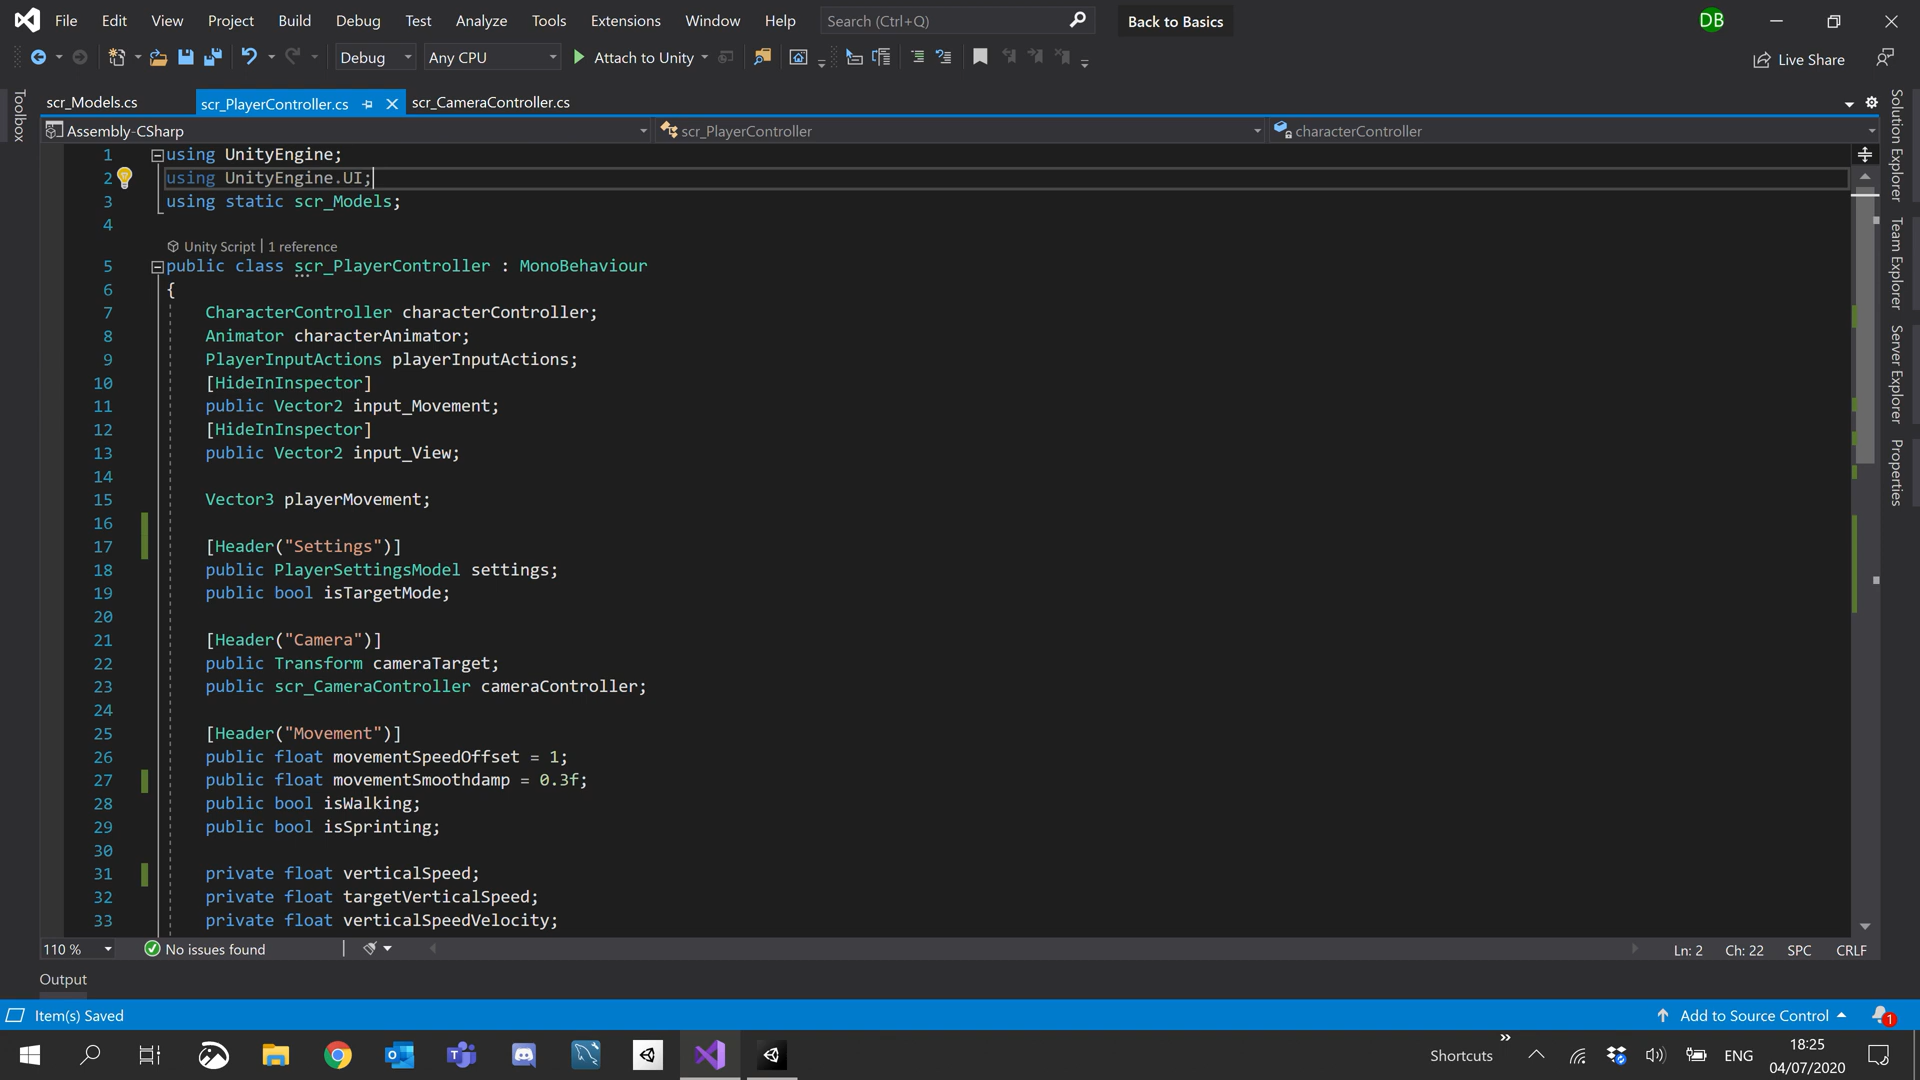 File Edit View Project Build Debug Test Analyze Tools Extensions Window Help Search (Ctrl+Q) Back to Basics DB
Debug Any CPU Attach to Unity Live Share
Toolbox
scr_Models.cs scr_PlayerController.cs scr_CameraController.cs
Assembly-CSharp scr_PlayerController characterController
1 using UnityEngine;
2 using UnityEngine.UI;
3 using static scr_Models;
4
Unity Script | 1 reference
5 public class scr_PlayerController : MonoBehaviour
6 {
7 CharacterController characterController;
8 Animator characterAnimator;
9 PlayerInputActions playerInputActions;
10 [HideInInspector]
11 public Vector2 input_Movement;
12 [HideInInspector]
13 public Vector2 input_View;
14
15 Vector3 playerMovement;
16
17 [Header("Settings")]
18 public PlayerSettingsModel settings;
19 public bool isTargetMode;
20
21 [Header("Camera")]
22 public Transform cameraTarget;
23 public scr_CameraController cameraController;
24
25 [Header("Movement")]
26 public float movementSpeedOffset = 1;
27 public float movementSmoothdamp = 0.3f;
28 public bool isWalking;
29 public bool isSprinting;
30
31 private float verticalSpeed;
32 private float targetVerticalSpeed;
33 private float verticalSpeedVelocity;
Solution Explorer
Team Explorer
Server Explorer
Properties
110 % No issues found Ln: 2 Ch: 22 SPC CRLF
Output
Item(s) Saved Add to Source Control 1
Shortcuts ENG 18:25
04/07/2020